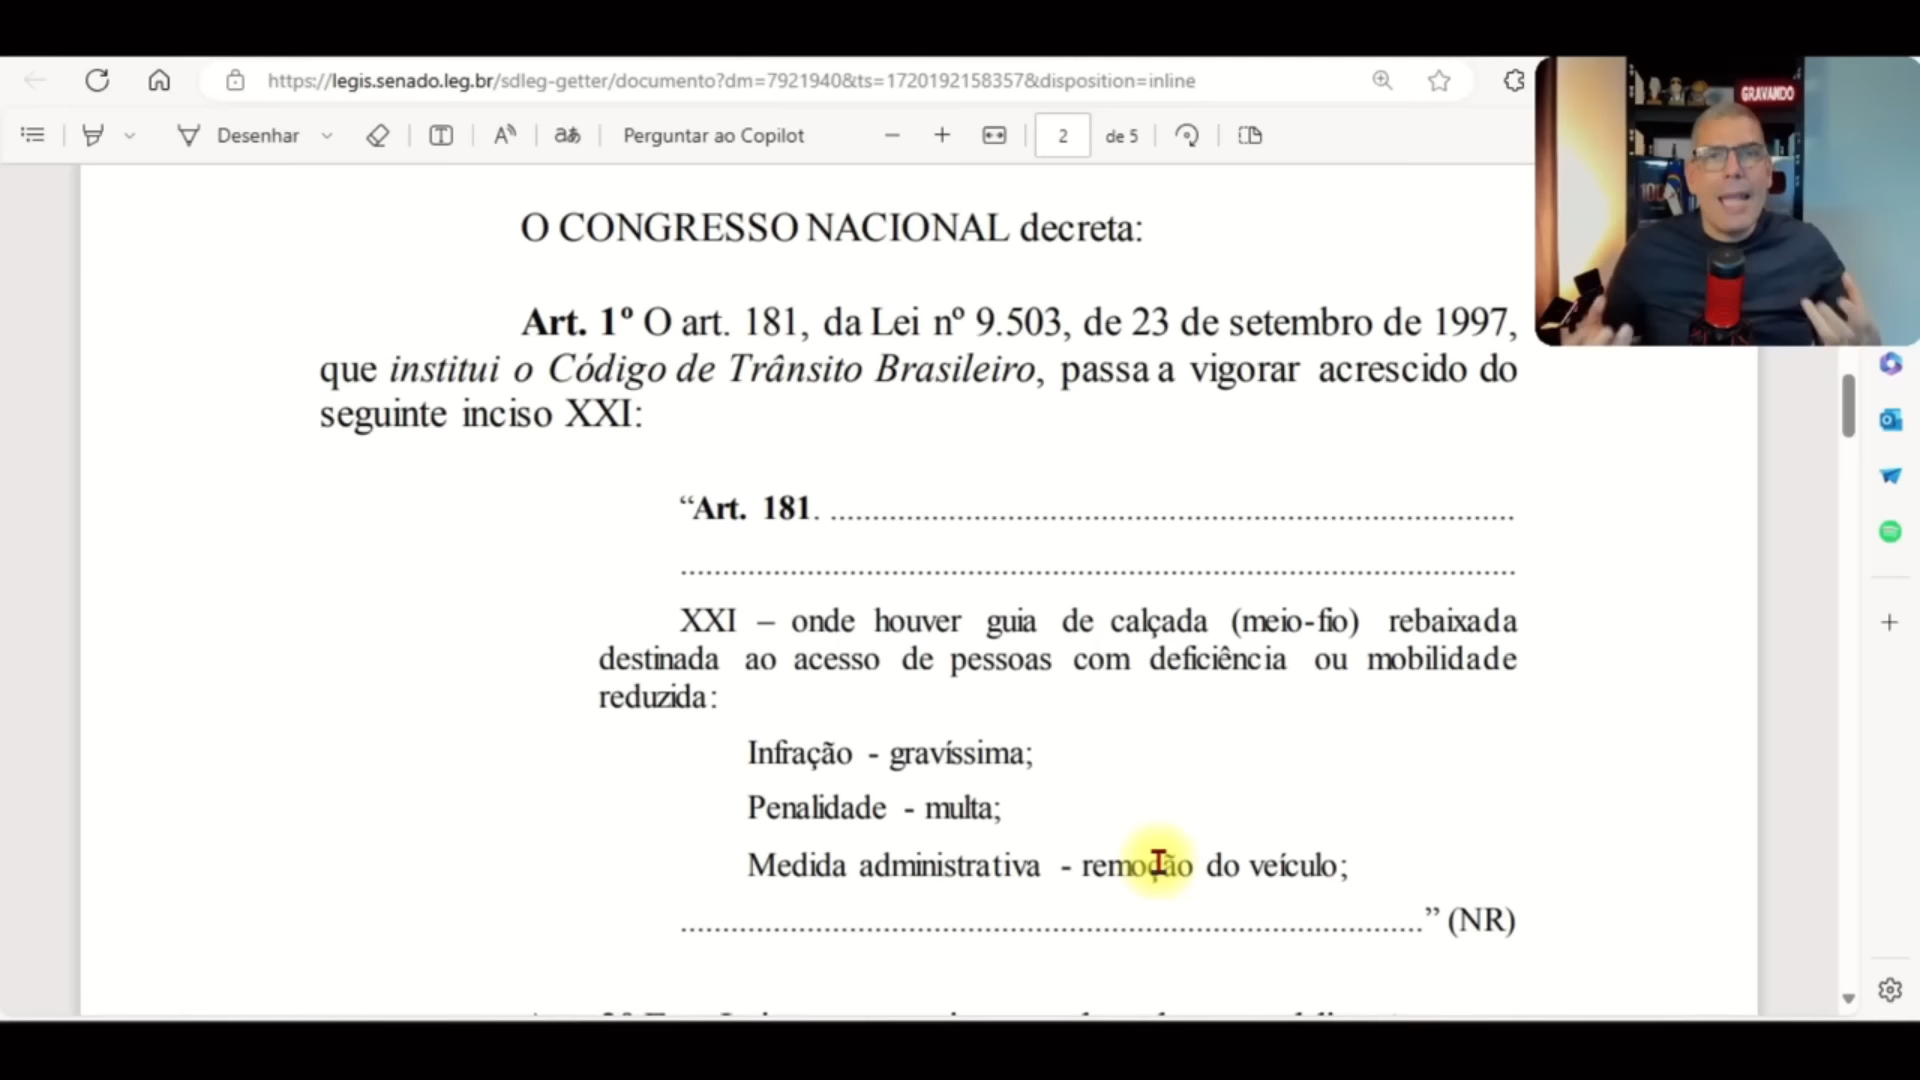 https://legis.senado.leg.br/sdleg-getter/documento?dm=7921940&ts=1720192158357&disposition=inline
GRAVANDO
Desenhar
Perguntar ao Copilot
2 de 5
O CONGRESSO NACIONAL decreta:
Art. 1º O art. 181, da Lei nº 9.503, de 23 de setembro de 1997,
que institui o Código de Trânsito Brasileiro, passa a vigorar acrescido do
seguinte inciso XXI:
“Art. 181. ..................................................................................
....................................................................................................
XXI – onde houver guia de calçada (meio-fio) rebaixada
destinada ao acesso de pessoas com deficiência ou mobilidade
reduzida:
Infração - gravíssima;
Penalidade - multa;
Medida administrativa - remoção do veículo;
.........................................................................................” (NR)